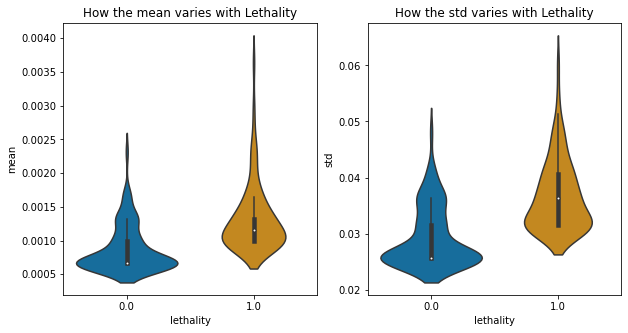 How the mean varies with Lethality
How the std varies with Lethality
0.0040
0.0035
0.0030
0.0025
0.0020
0.0015
0.0010
0.0005
mean
0.0
1.0
lethality
0.06
0.05
0.04
0.03
0.02
std
0.0
1.0
lethality